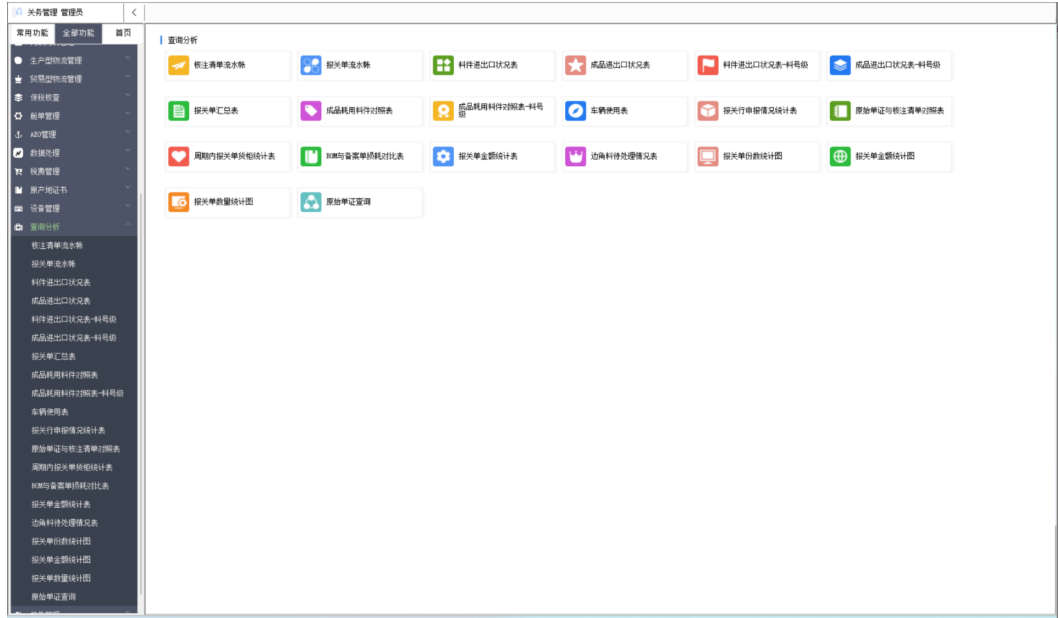 关务管理 管理员
常用功能 全部功能 首页
生产型物流管理
贸易型物流管理
保税核查
舱单管理
AEO管理
数据处理
税费管理
原产地证书
设备管理
查询分析
核注清单流水帐
报关单流水帐
料件进出口状况表
成品进出口状况表
料件进出口状况表-料号级
成品进出口状况表-料号级
报关单汇总表
成品耗用料件对照表
成品耗用料件对照表-料号级
车辆使用表
报关行申报情况统计表
原始单证与核注清单对照表
周期内报关单货柜统计表
BOM与备案单损耗对比表
报关单金额统计表
边角料待处理情况表
报关单份数统计图
报关单金额统计图
报关单数量统计图
原始单证查询
查询分析
核注清单流水帐
报关单流水帐
料件进出口状况表
成品进出口状况表
料件进出口状况表-料号级
成品进出口状况表-料号级
报关单汇总表
成品耗用料件对照表
成品耗用料件对照表-料号
级
车辆使用表
报关行申报情况统计表
原始单证与核注清单对照表
周期内报关单货柜统计表
BOM与备案单损耗对比表
报关单金额统计表
边角料待处理情况表
报关单份数统计图
报关单金额统计图
报关单数量统计图
原始单证查询